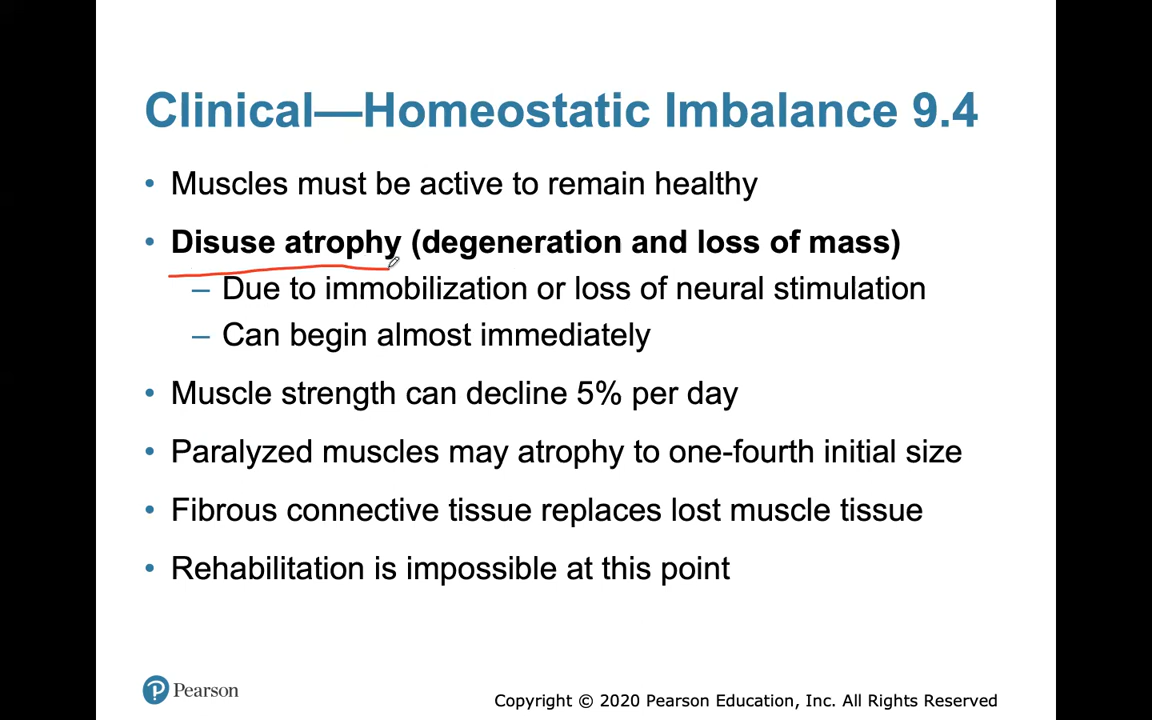 Clinical—Homeostatic Imbalance 9.4
• Muscles must be active to remain healthy
• Disuse atrophy (degeneration and loss of mass)
– Due to immobilization or loss of neural stimulation
– Can begin almost immediately
• Muscle strength can decline 5% per day
• Paralyzed muscles may atrophy to one-fourth initial size
• Fibrous connective tissue replaces lost muscle tissue
• Rehabilitation is impossible at this point
P Pearson
Copyright © 2020 Pearson Education, Inc. All Rights Reserved